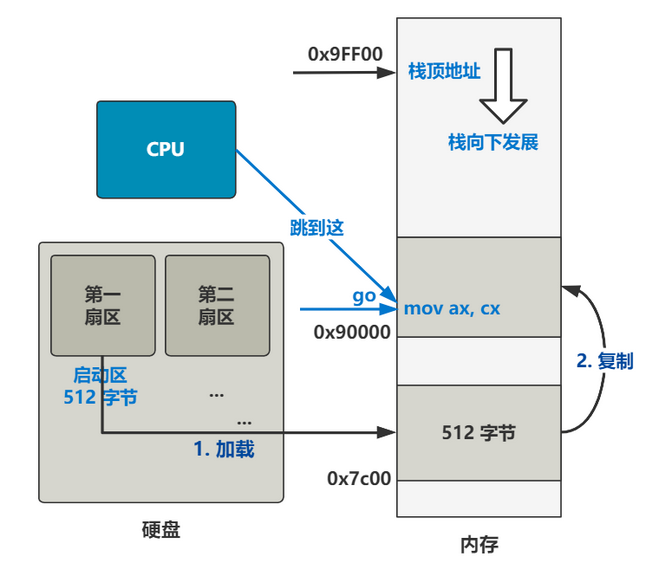 0x9FF00
栈顶地址
栈向下发展
CPU
跳到这
第一
扇区
第二
扇区
go
mov ax, cx
0x90000
启动区
512 字节
...
...
1. 加载
2. 复制
512 字节
0x7c00
硬盘
内存